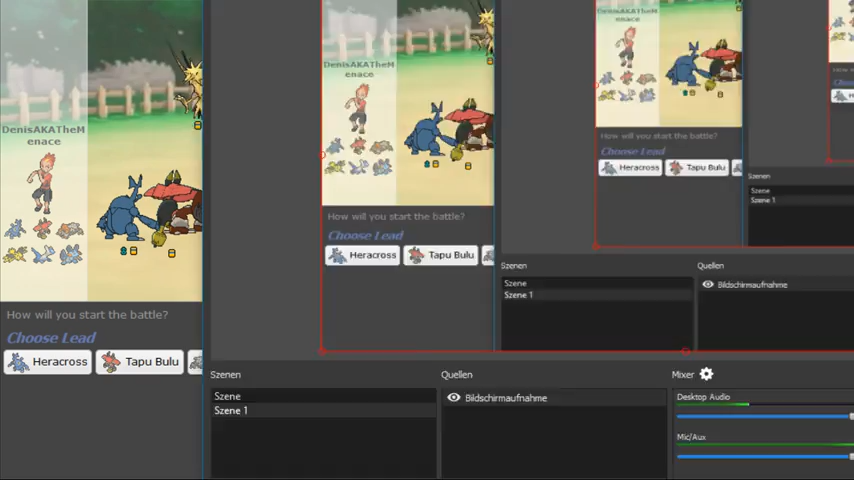 DenisAKATheM
enace
How will you start the battle?
Choose Lead
Heracross
Tapu Bulu
DenisAKATheM
enace
How will you start the battle?
Choose Lead
Heracross
Tapu Bulu
How will you start the battle?
Choose Lead
Heracross
Tapu Bulu
Szenen
Szene
Szene 1
Szenen
Szene
Szene 1
Quellen
Bildschirmaufnahme
Szenen
Szene
Szene 1
Quellen
Bildschirmaufnahme
Mixer
Desktop Audio
Mic/Aux